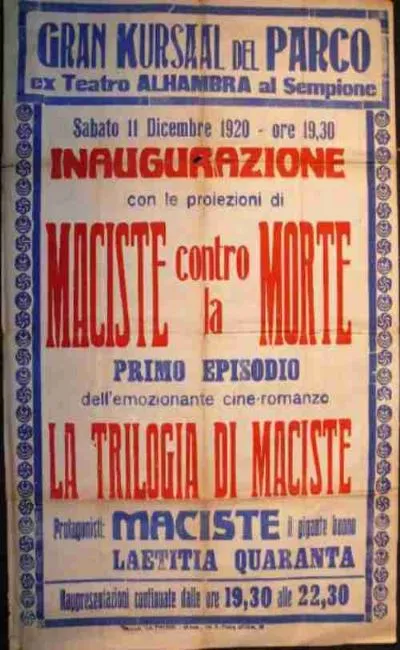 GRAN KURSAAL DEL PARCO
ex Teatro ALHAMBRA al Sempione
Sabato 11 Dicembre 1920 - ore 19,30
INAUGURAZIONE
con le proiezioni di
MACISTE contro la MORTE
PRIMO EPISODIO
dell'emozionante cine-romanzo
LA TRILOGIA DI MACISTE
Protagonisti: MACISTE il gigante buono
LAETITIA QUARANTA
Rappresentazioni continuate dalle ore 19,30 alle 22,30